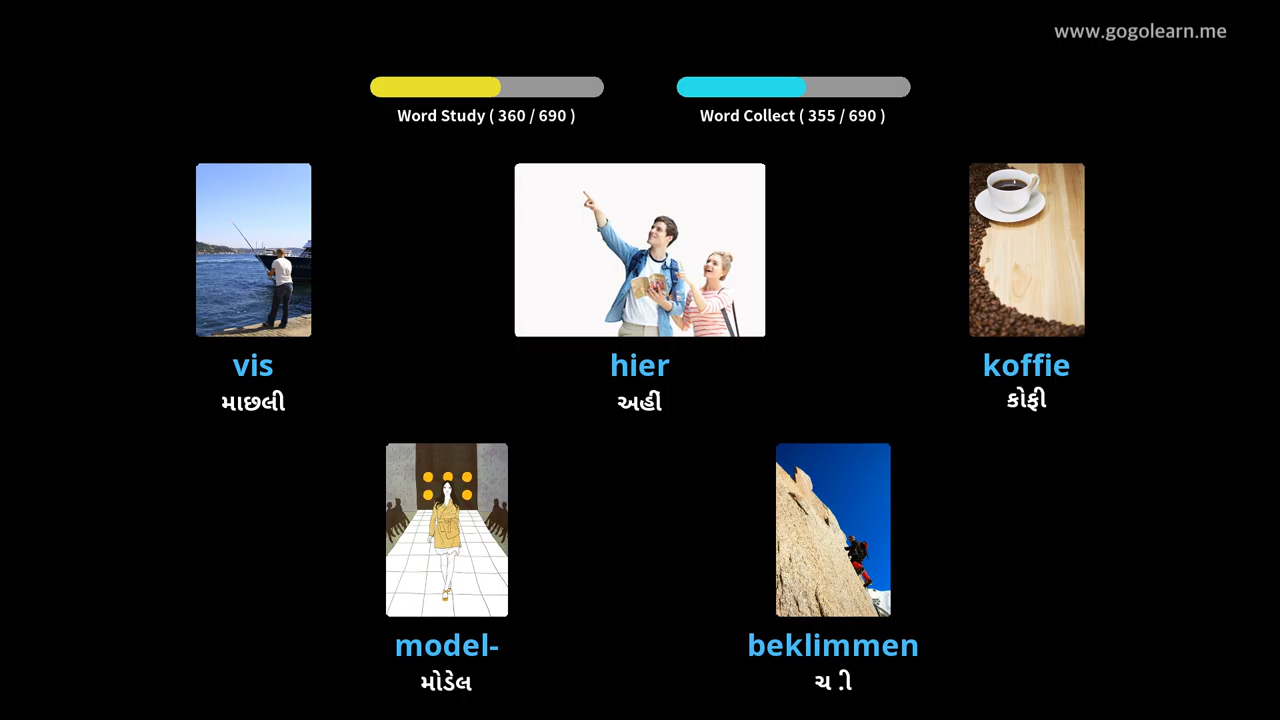 www.gogolearn.me
Word Study ( 360 / 690 )
Word Collect ( 355 / 690 )
vis
માછલી
hier
અહીં
koffie
કોફી
model-
મોડેલ
beklimmen